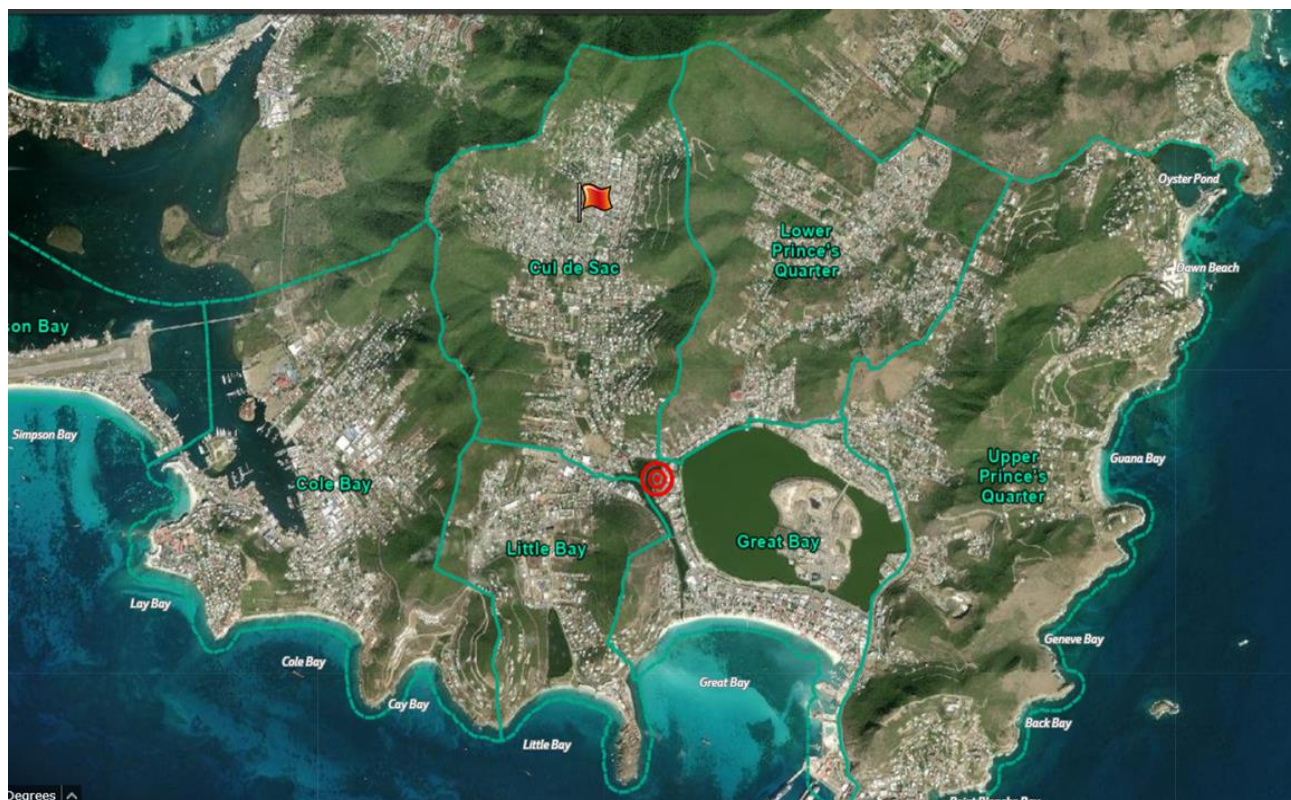 Oyster Pond
Lower
Prince's
Quarter
Cul de Sac
Dawn Beach
son Bay
Simpson Bay
Guana Bay
Upper
Prince's
Quarter
Cole Bay
Great Bay
Little Bay
Lay Bay
Geneve Bay
Cole Bay
Great Bay
Cay Bay
Back Bay
Little Bay
Degrees